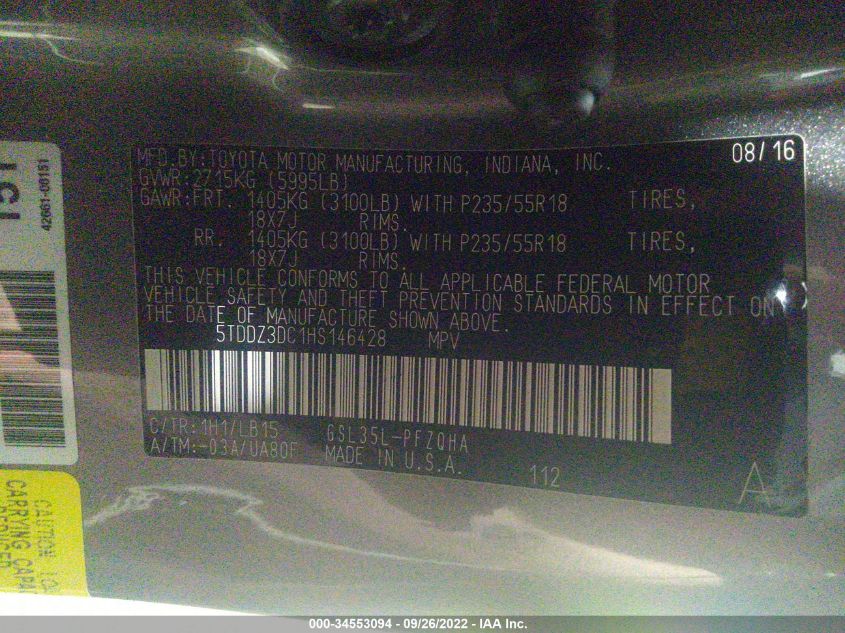 MFD.BY:TOYOTA MOTOR MANUFACTURING, INDIANA, INC. 08/16
GVWR:2715KG (5995LB)
GAWR:FRT. 1405KG (3100LB) WITH P235/55R18 TIRES,
18X7J RIMS.
RR. 1405KG (3100LB) WITH P235/55R18 TIRES,
18X7J RIMS.
THIS VEHICLE CONFORMS TO ALL APPLICABLE FEDERAL MOTOR
VEHICLE SAFETY AND THEFT PREVENTION STANDARDS IN EFFECT ON
THE DATE OF MANUFACTURE SHOWN ABOVE.
5TDDZ3DC1HS146428 MPV
C/TR:1H1/LB15 GSL35L-PFZQHA
A/TM:-03A/UA80F MADE IN U.S.A.
112 A
42661-08151
CAUTION
CARRYING
000-34553094 - 09/26/2022 - IAA Inc.